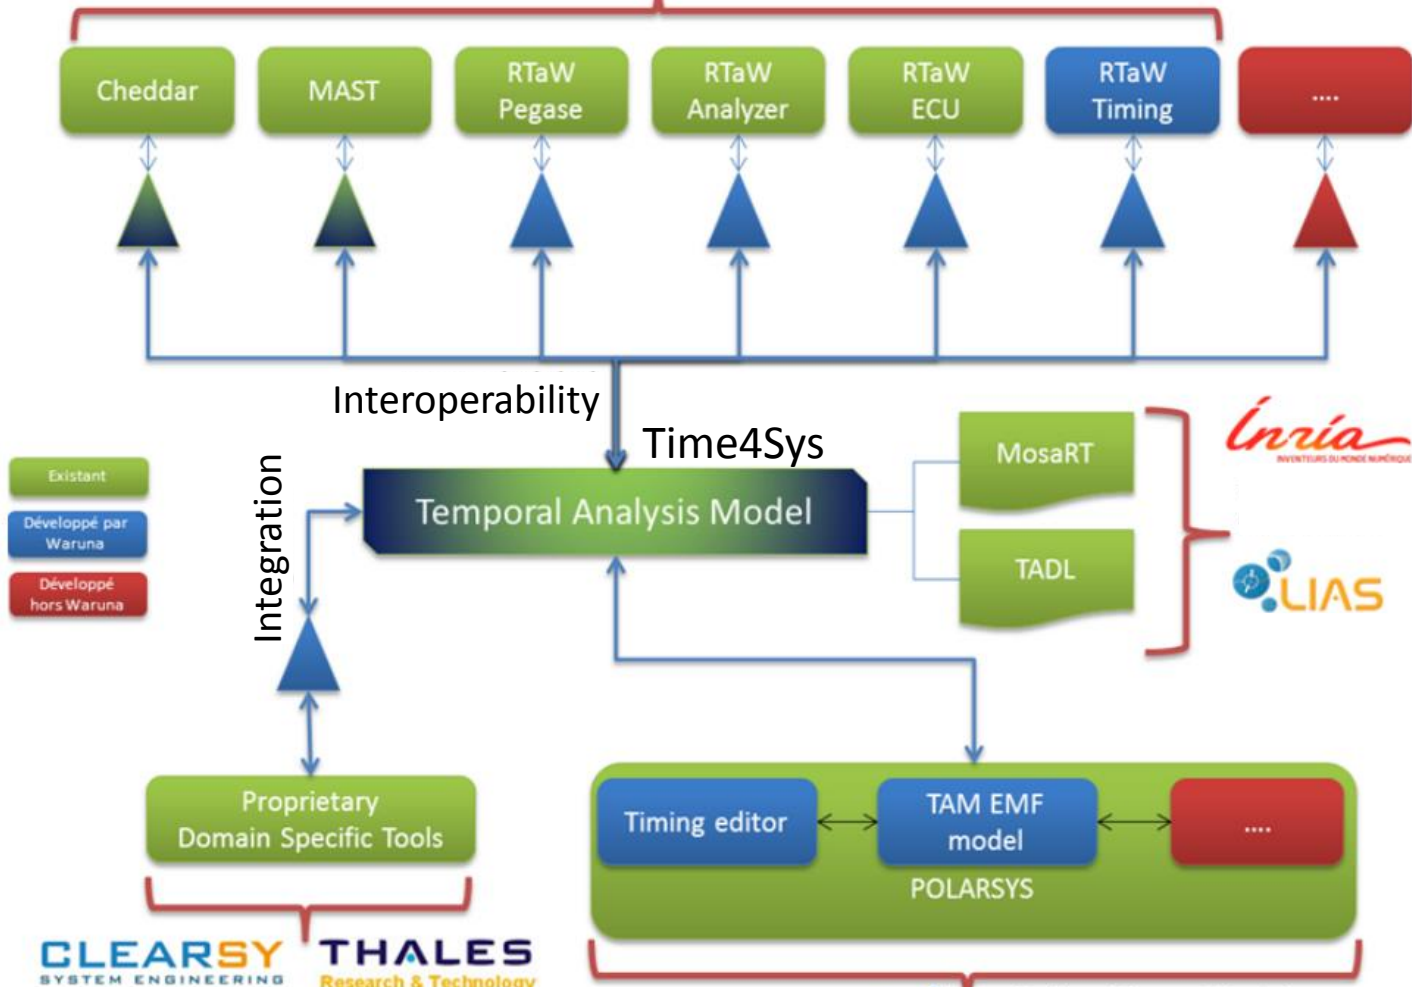 Cheddar
MAST
RTaW
Pegase
RTaW
Analyzer
RTaW
ECU
RTaW
Timing
....
Interoperability
Time4Sys
Temporal Analysis Model
Integration
Existant
Développé par
Waruna
Développé
hors Waruna
MosaRT
TADL
Inría
INVENTEURS DU MONDE NUMÉRIQUE
LIAS
Proprietary
Domain Specific Tools
Timing editor
TAM EMF
model
....
POLARSYS
CLEARSY
SYSTEM ENGINEERING
THALES
Research & Technology